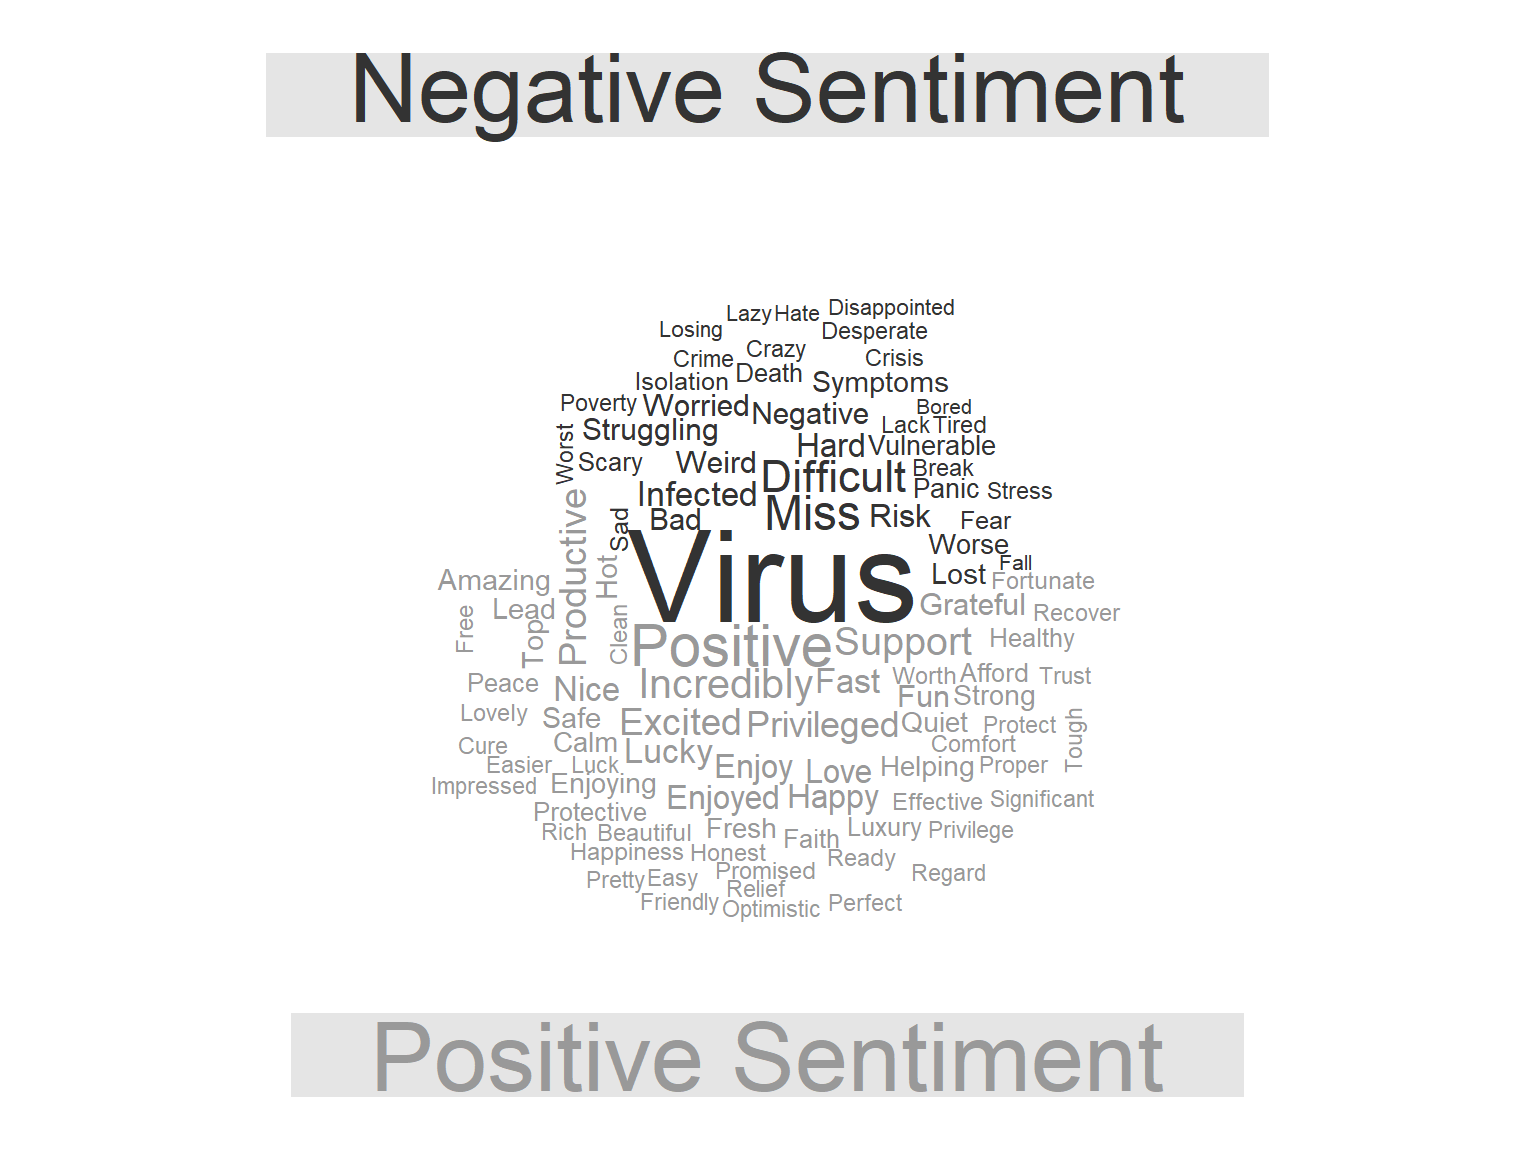 Negative Sentiment
Lazy Hate Disappointed
Losing Desperate
Crime Crazy Crisis
Isolation Death Symptoms
Poverty Worried Negative Bored
Struggling Lack Tired
Worst Scary Weird Hard Vulnerable
Infected Difficult Break
Panic Stress
Sad Bad Miss Risk Fear
Virus Worse
Lost Fall
Amazing Productive Hot Fortunate
Free Lead Clean Grateful Recover
Top Positive Support Healthy
Peace Nice Incredibly Fast Worth Afford Trust
Fun Strong
Lovely Safe Excited Privileged Quiet Protect Tough
Cure Calm Lucky Comfort
Easier Luck Enjoy Love Helping Proper
Impressed Enjoying Enjoyed Happy Effective Significant
Protective
Rich Beautiful Fresh Faith Luxury Privilege
Happiness Honest Ready
Pretty Easy Promised Regard
Relief
Friendly Optimistic Perfect
Positive Sentiment